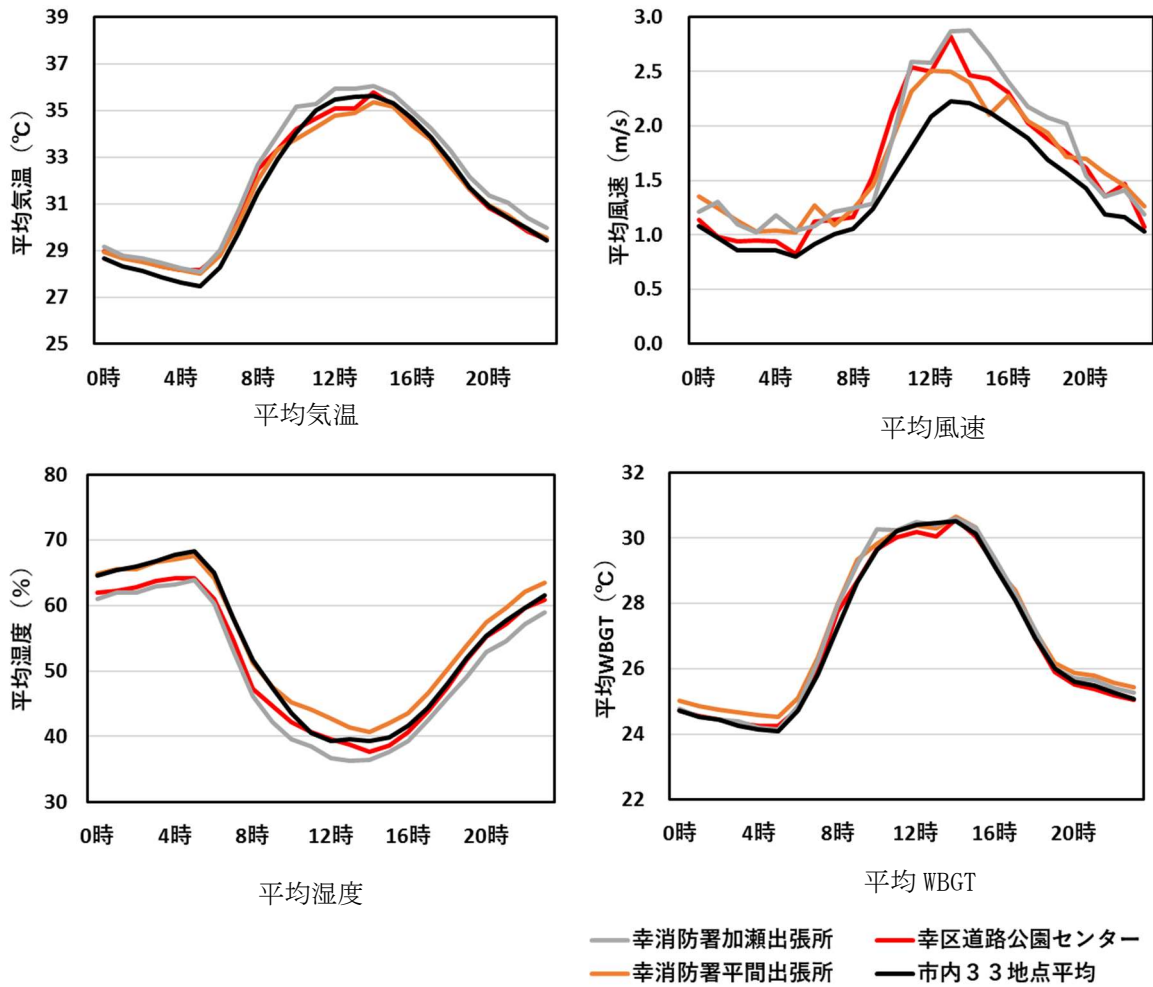 39
37
35
33
31
29
27
25
平均気温（℃）
0時 4時 8時 12時 16時 20時
平均気温
3.0
2.5
2.0
1.5
1.0
0.5
0.0
平均風速（m/s）
0時 4時 8時 12時 16時 20時
平均風速
80
70
60
50
40
30
平均湿度（%）
0時 4時 8時 12時 16時 20時
平均湿度
32
30
28
26
24
22
平均WBGT（℃）
0時 4時 8時 12時 16時 20時
平均 WBGT
幸消防署加瀬出張所 幸区道路公園センター
幸消防署平間出張所 市内３３地点平均